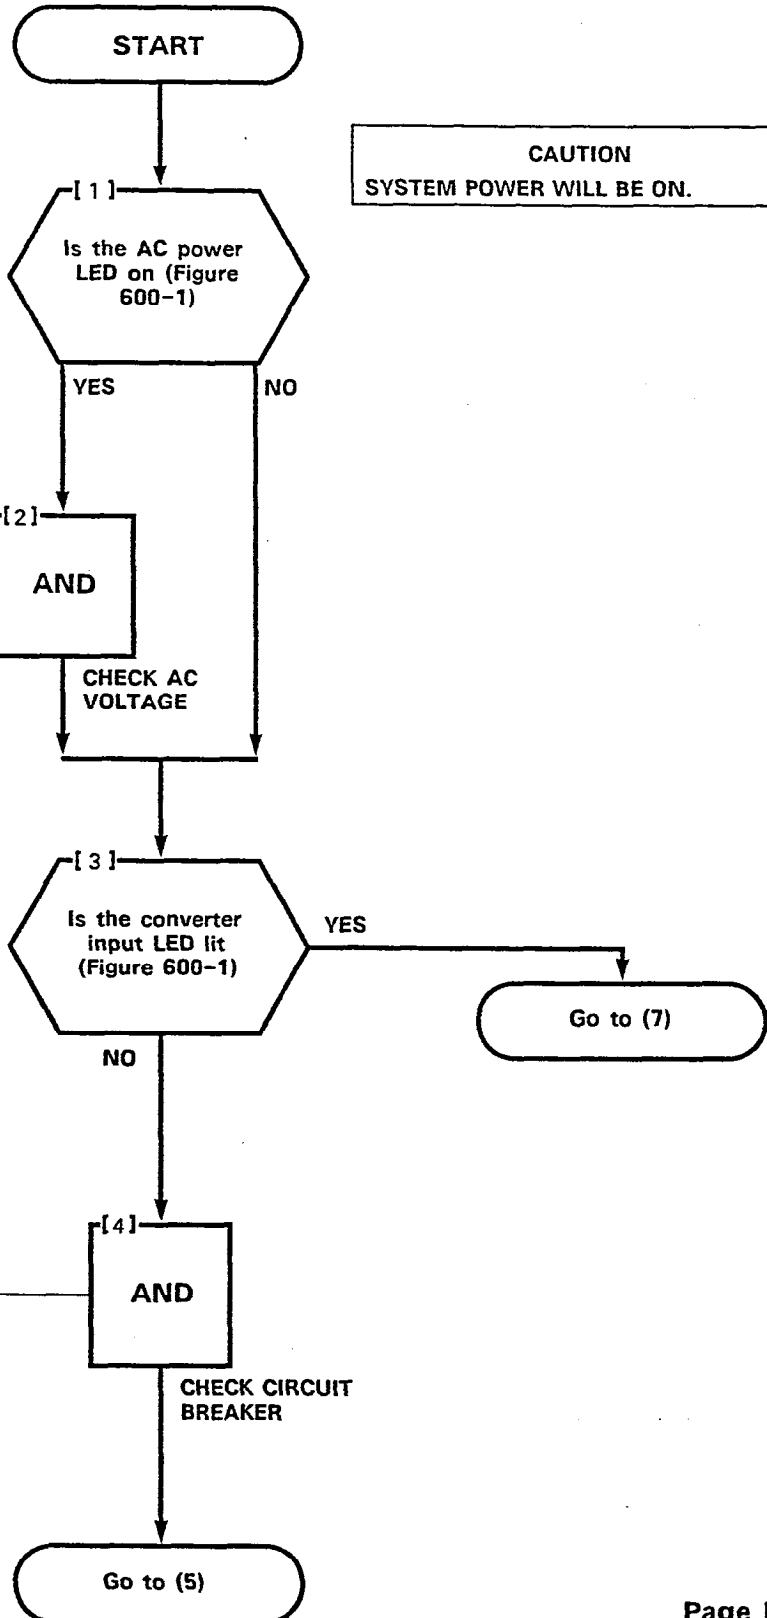 START
CAUTION
SYSTEM POWER WILL BE ON.
[1]
Is the AC power
LED on (Figure
600-1)
YES
NO
[2]
AND
CHECK AC
VOLTAGE
[3]
Is the converter
input LED lit
(Figure 600-1)
YES
Go to (7)
NO
[4]
AND
CHECK CIRCUIT
BREAKER
Go to (5)
Page